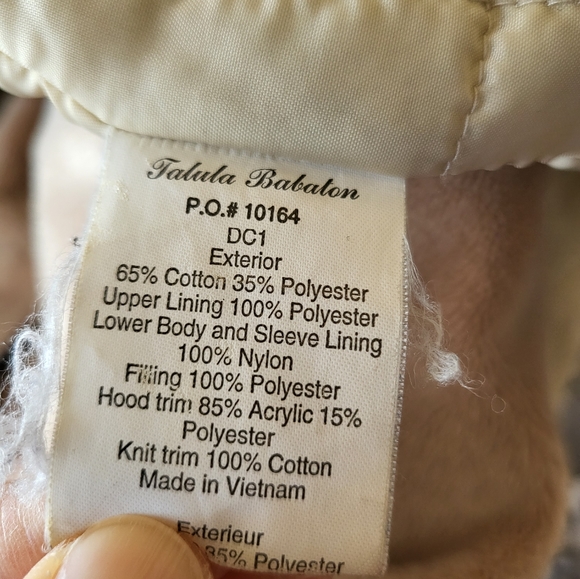 Talula Babaton
P.O.# 10164
DC1
Exterior
65% Cotton 35% Polyester
Upper Lining 100% Polyester
Lower Body and Sleeve Lining
100% Nylon
Filling 100% Polyester
Hood trim 85% Acrylic 15%
Polyester
Knit trim 100% Cotton
Made in Vietnam
Exterieur
35% Polyester